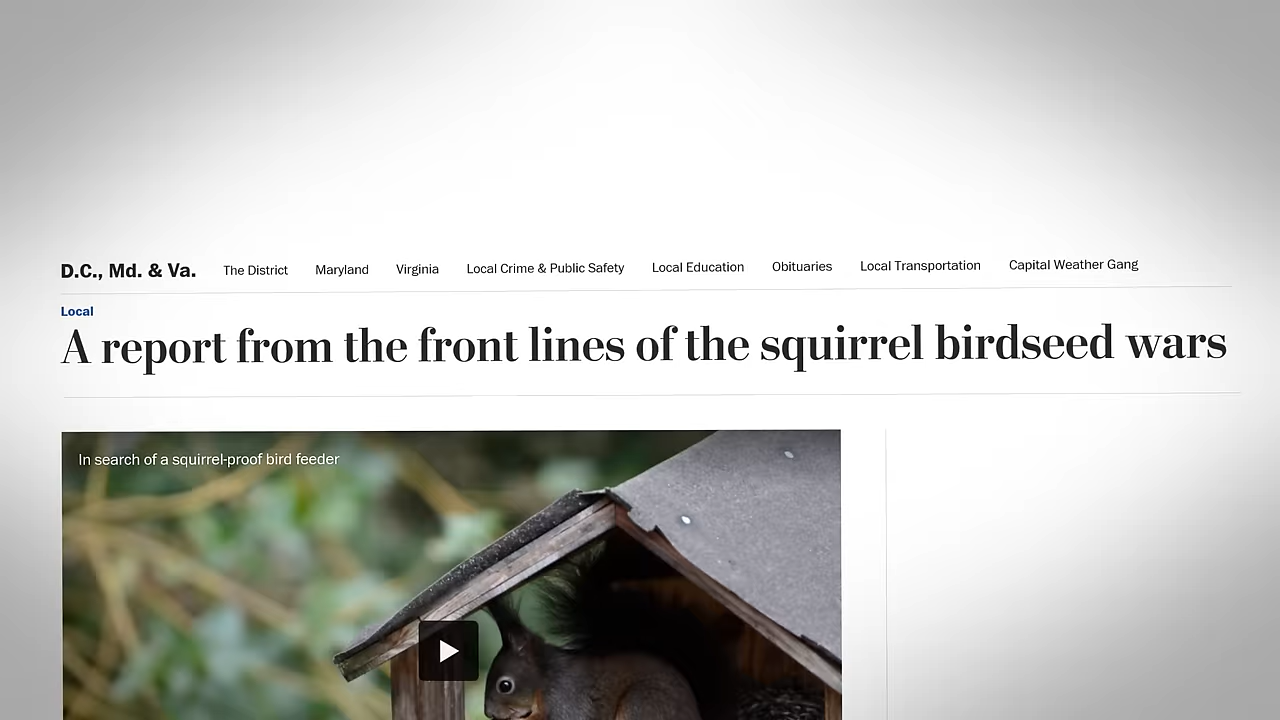 D.C., Md. & Va. The District Maryland Virginia Local Crime & Public Safety Local Education Obituaries Local Transportation Capital Weather Gang
Local
A report from the front lines of the squirrel birdseed wars
In search of a squirrel-proof bird feeder